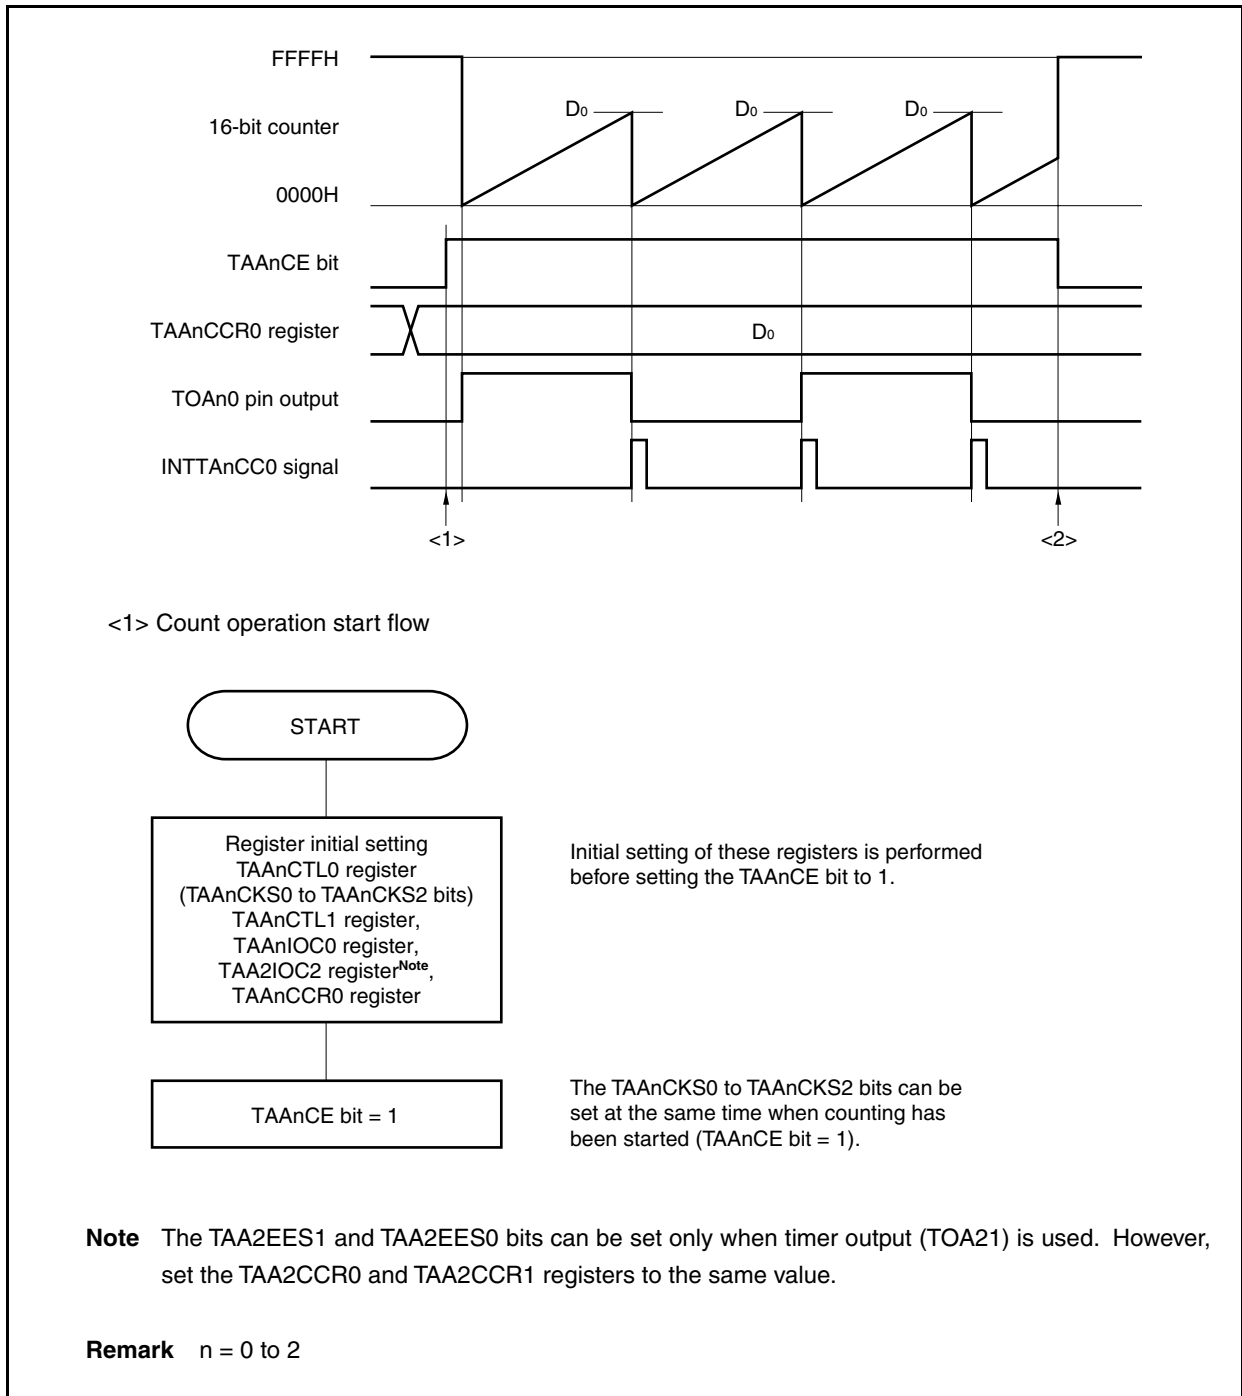 FFFFH
D0 D0 D0
16-bit counter
0000H
TAAnCE bit
TAAnCCR0 register
D0
TOAn0 pin output
INTTAnCC0 signal
<1> <2>
<1> Count operation start flow
START
Register initial setting
TAAnCTL0 register
(TAAnCKS0 to TAAnCKS2 bits)
TAAnCTL1 register,
TAAnIOC0 register,
TAA2IOC2 registerNote,
TAAnCCR0 register
Initial setting of these registers is performed
before setting the TAAnCE bit to 1.
TAAnCE bit = 1
The TAAnCKS0 to TAAnCKS2 bits can be
set at the same time when counting has
been started (TAAnCE bit = 1).
Note The TAA2EES1 and TAA2EES0 bits can be set only when timer output (TOA21) is used. However,
set the TAA2CCR0 and TAA2CCR1 registers to the same value.
Remark n = 0 to 2